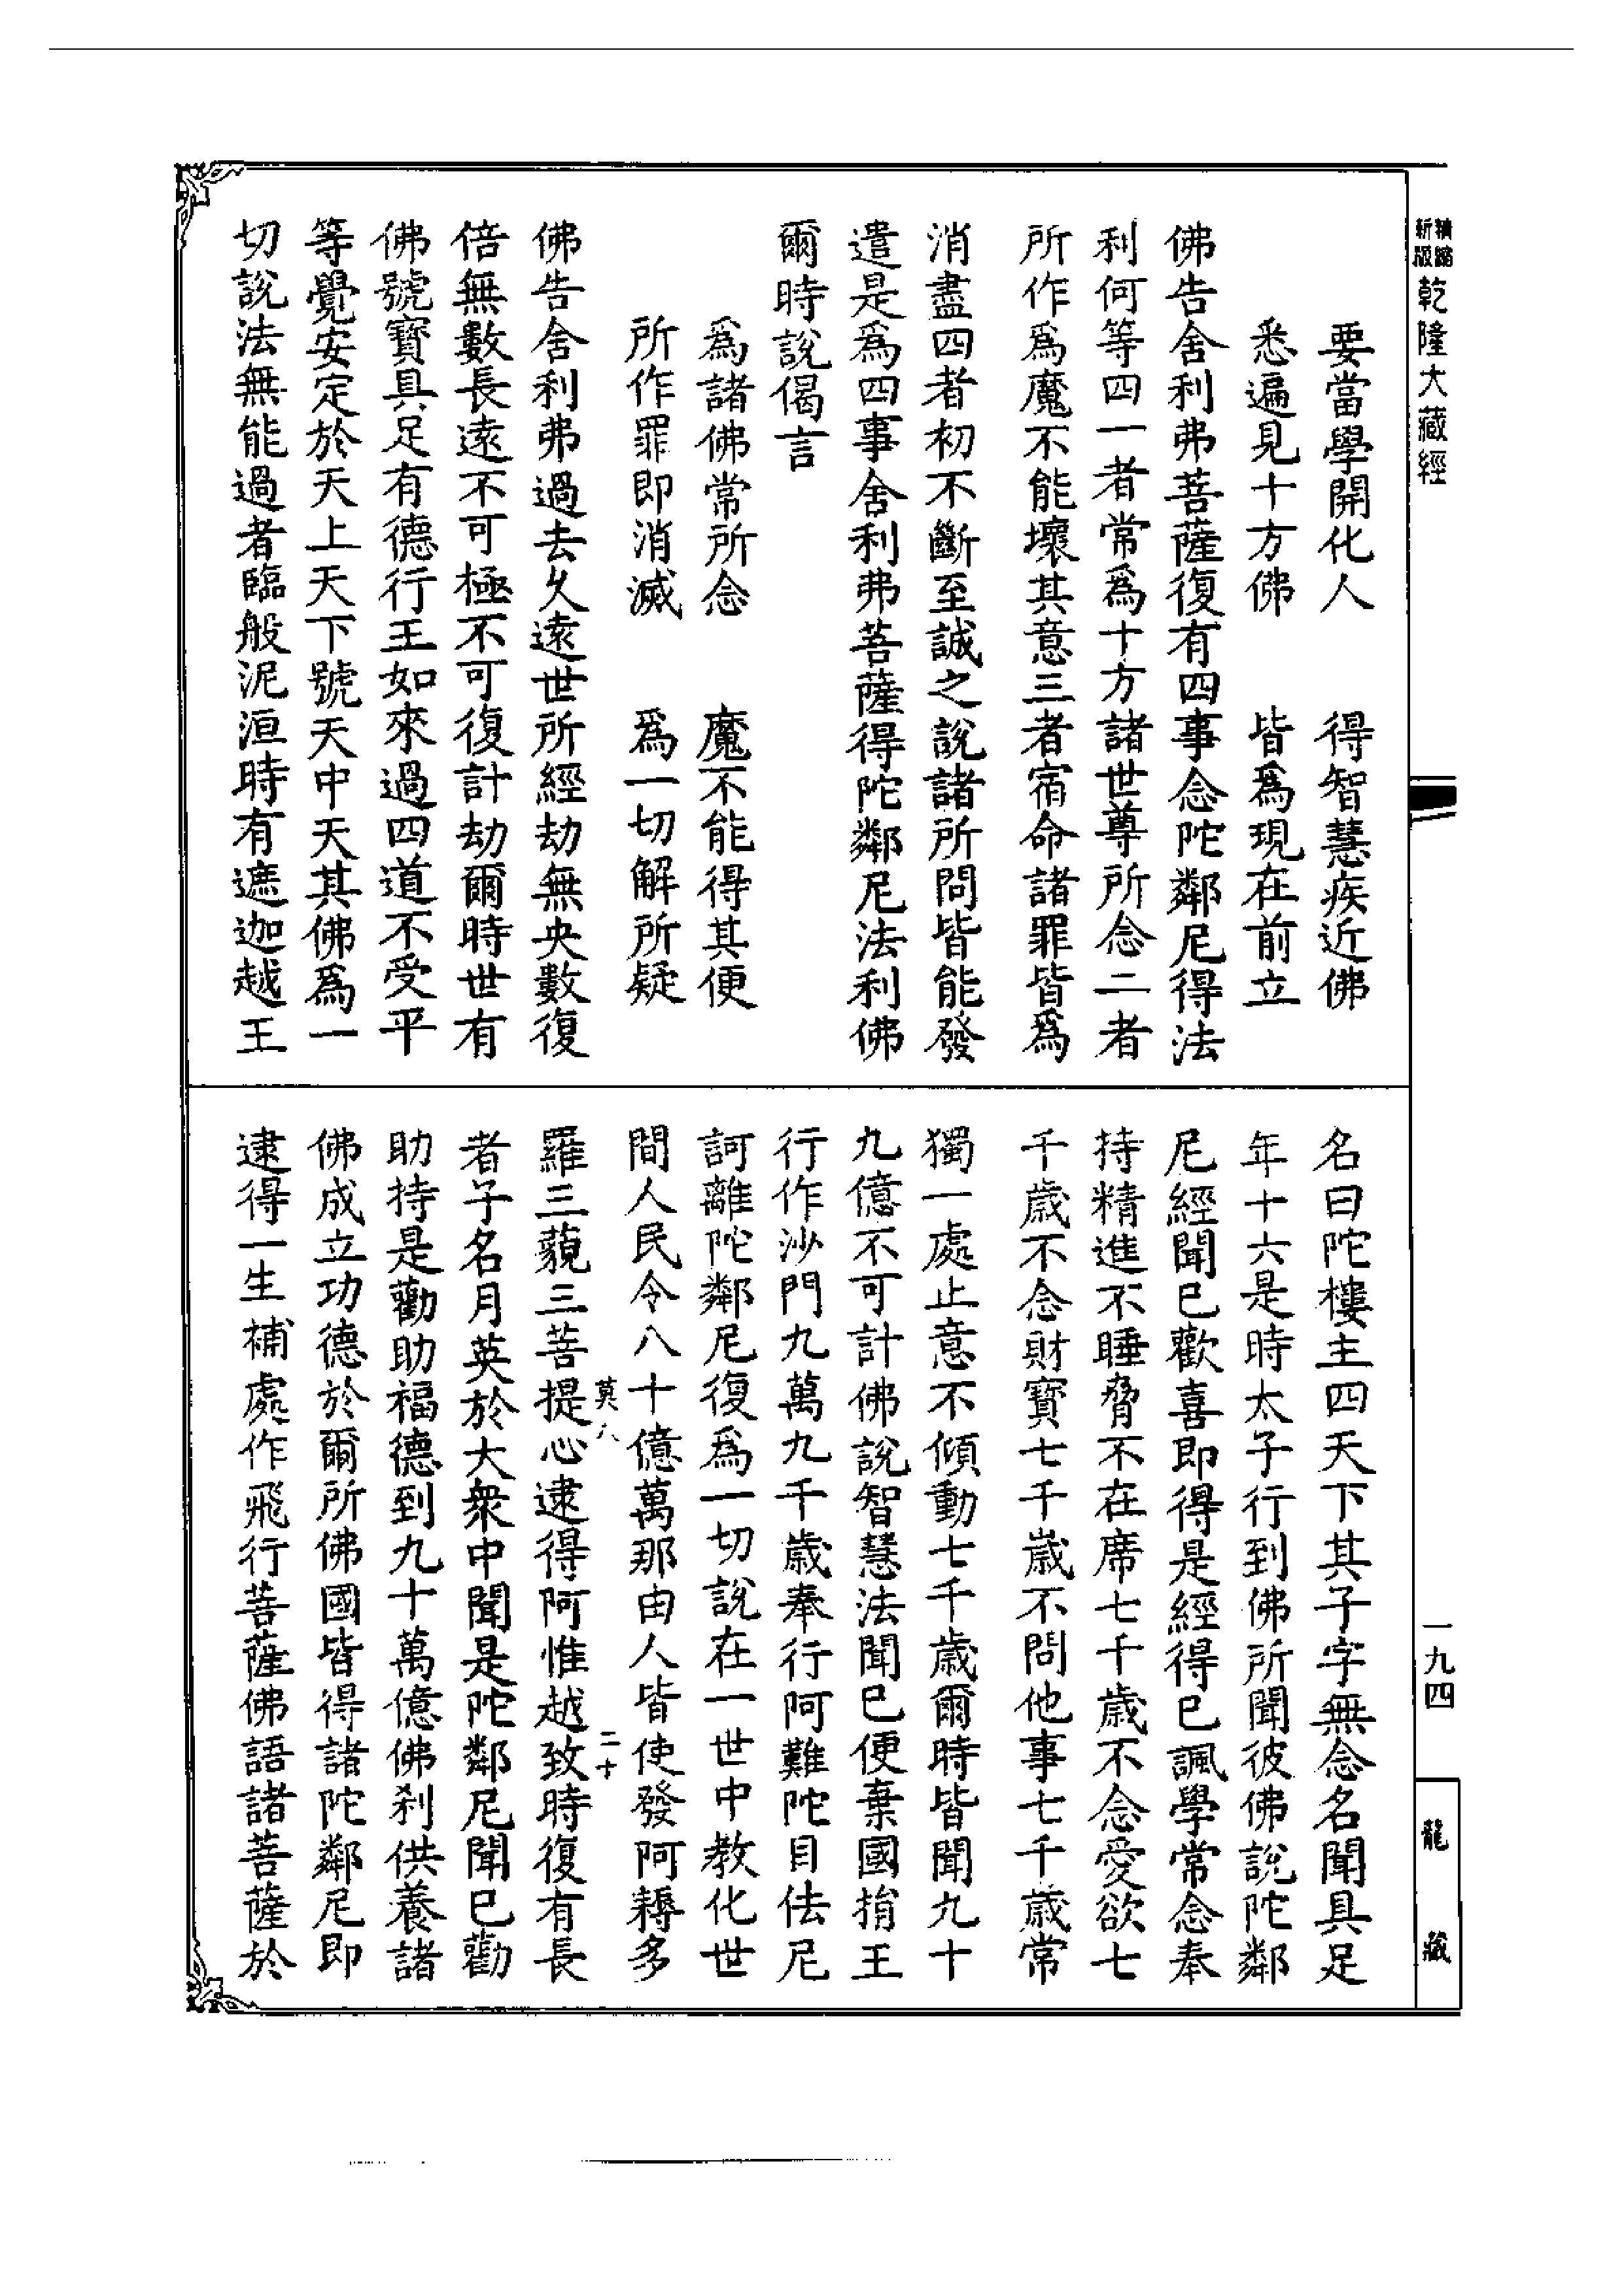 精縮
新版
乾隆大藏經
要當學開化人　得智慧疾近佛
悉遍見十方佛　皆爲現在前立
佛告舍利弗菩薩復有四事念陀鄰尼得法
利何等四一者常爲十方諸世尊所念二者
所作爲魔不能壞其意三者宿命諸罪皆爲
消盡四者初不斷至誠之說諸所問皆能發
遣是爲四事舍利弗菩薩得陀鄰尼法利佛
爾時說偈言
爲諸佛常所念　魔不能得其便
所作罪即消滅　爲一切解所疑
佛告舍利弗過去久遠世所經劫無央數復
倍無數長遠不可極不可復計劫爾時世有
佛號寶具足有德行王如來過四道不受平
等覺安定於天上天下號天中天其佛爲一
切說法無能過者臨般泥洹時有遮迦越王
名曰陀樓主四天下其子字無念名聞具足
年十六是時太子行到佛所聞彼佛說陀鄰
尼經聞已歡喜即得是經得已諷學常念奉
持精進不睡脅不在席七千歲不念愛欲七
千歲不念財寶七千歲不問他事七千歲常
獨一處止意不傾動七千歲爾時皆聞九十
九億不可計佛說智慧法聞已便棄國捐王
行作沙門九萬九千歲奉行阿難陀目佉尼
訶離陀鄰尼復爲一切說在一世中教化世
間人民令八十億萬那由人皆使發阿耨多
莫八　二十
羅三藐三菩提心逮得阿惟越致時復有長
者子名月英於大衆中聞是陀鄰尼聞已勸
助持是勸助福德到九十萬億佛剎供養諸
佛成立功德於爾所佛國皆得諸陀鄰尼即
逮得一生補處作飛行菩薩佛語諸菩薩於
一九四
龍藏